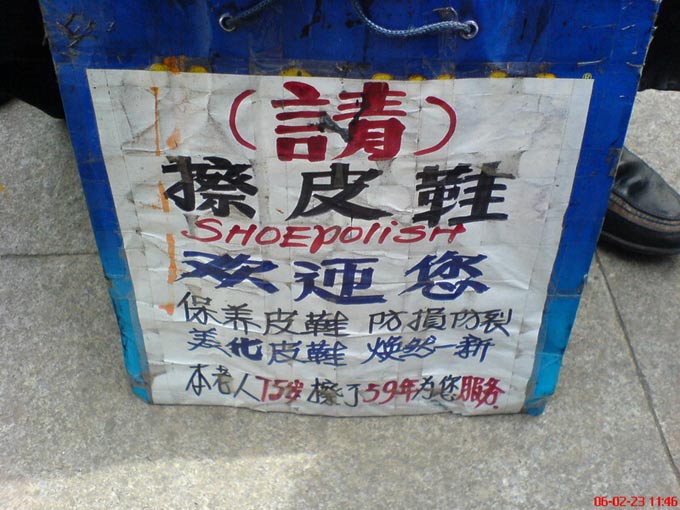 (請)
擦皮鞋
SHOEPOlISH
欢迎您
保养皮鞋 防損防裂
美化皮鞋 焕然一新
本老人75岁擦了59年为您服务
06-02-23 11:46